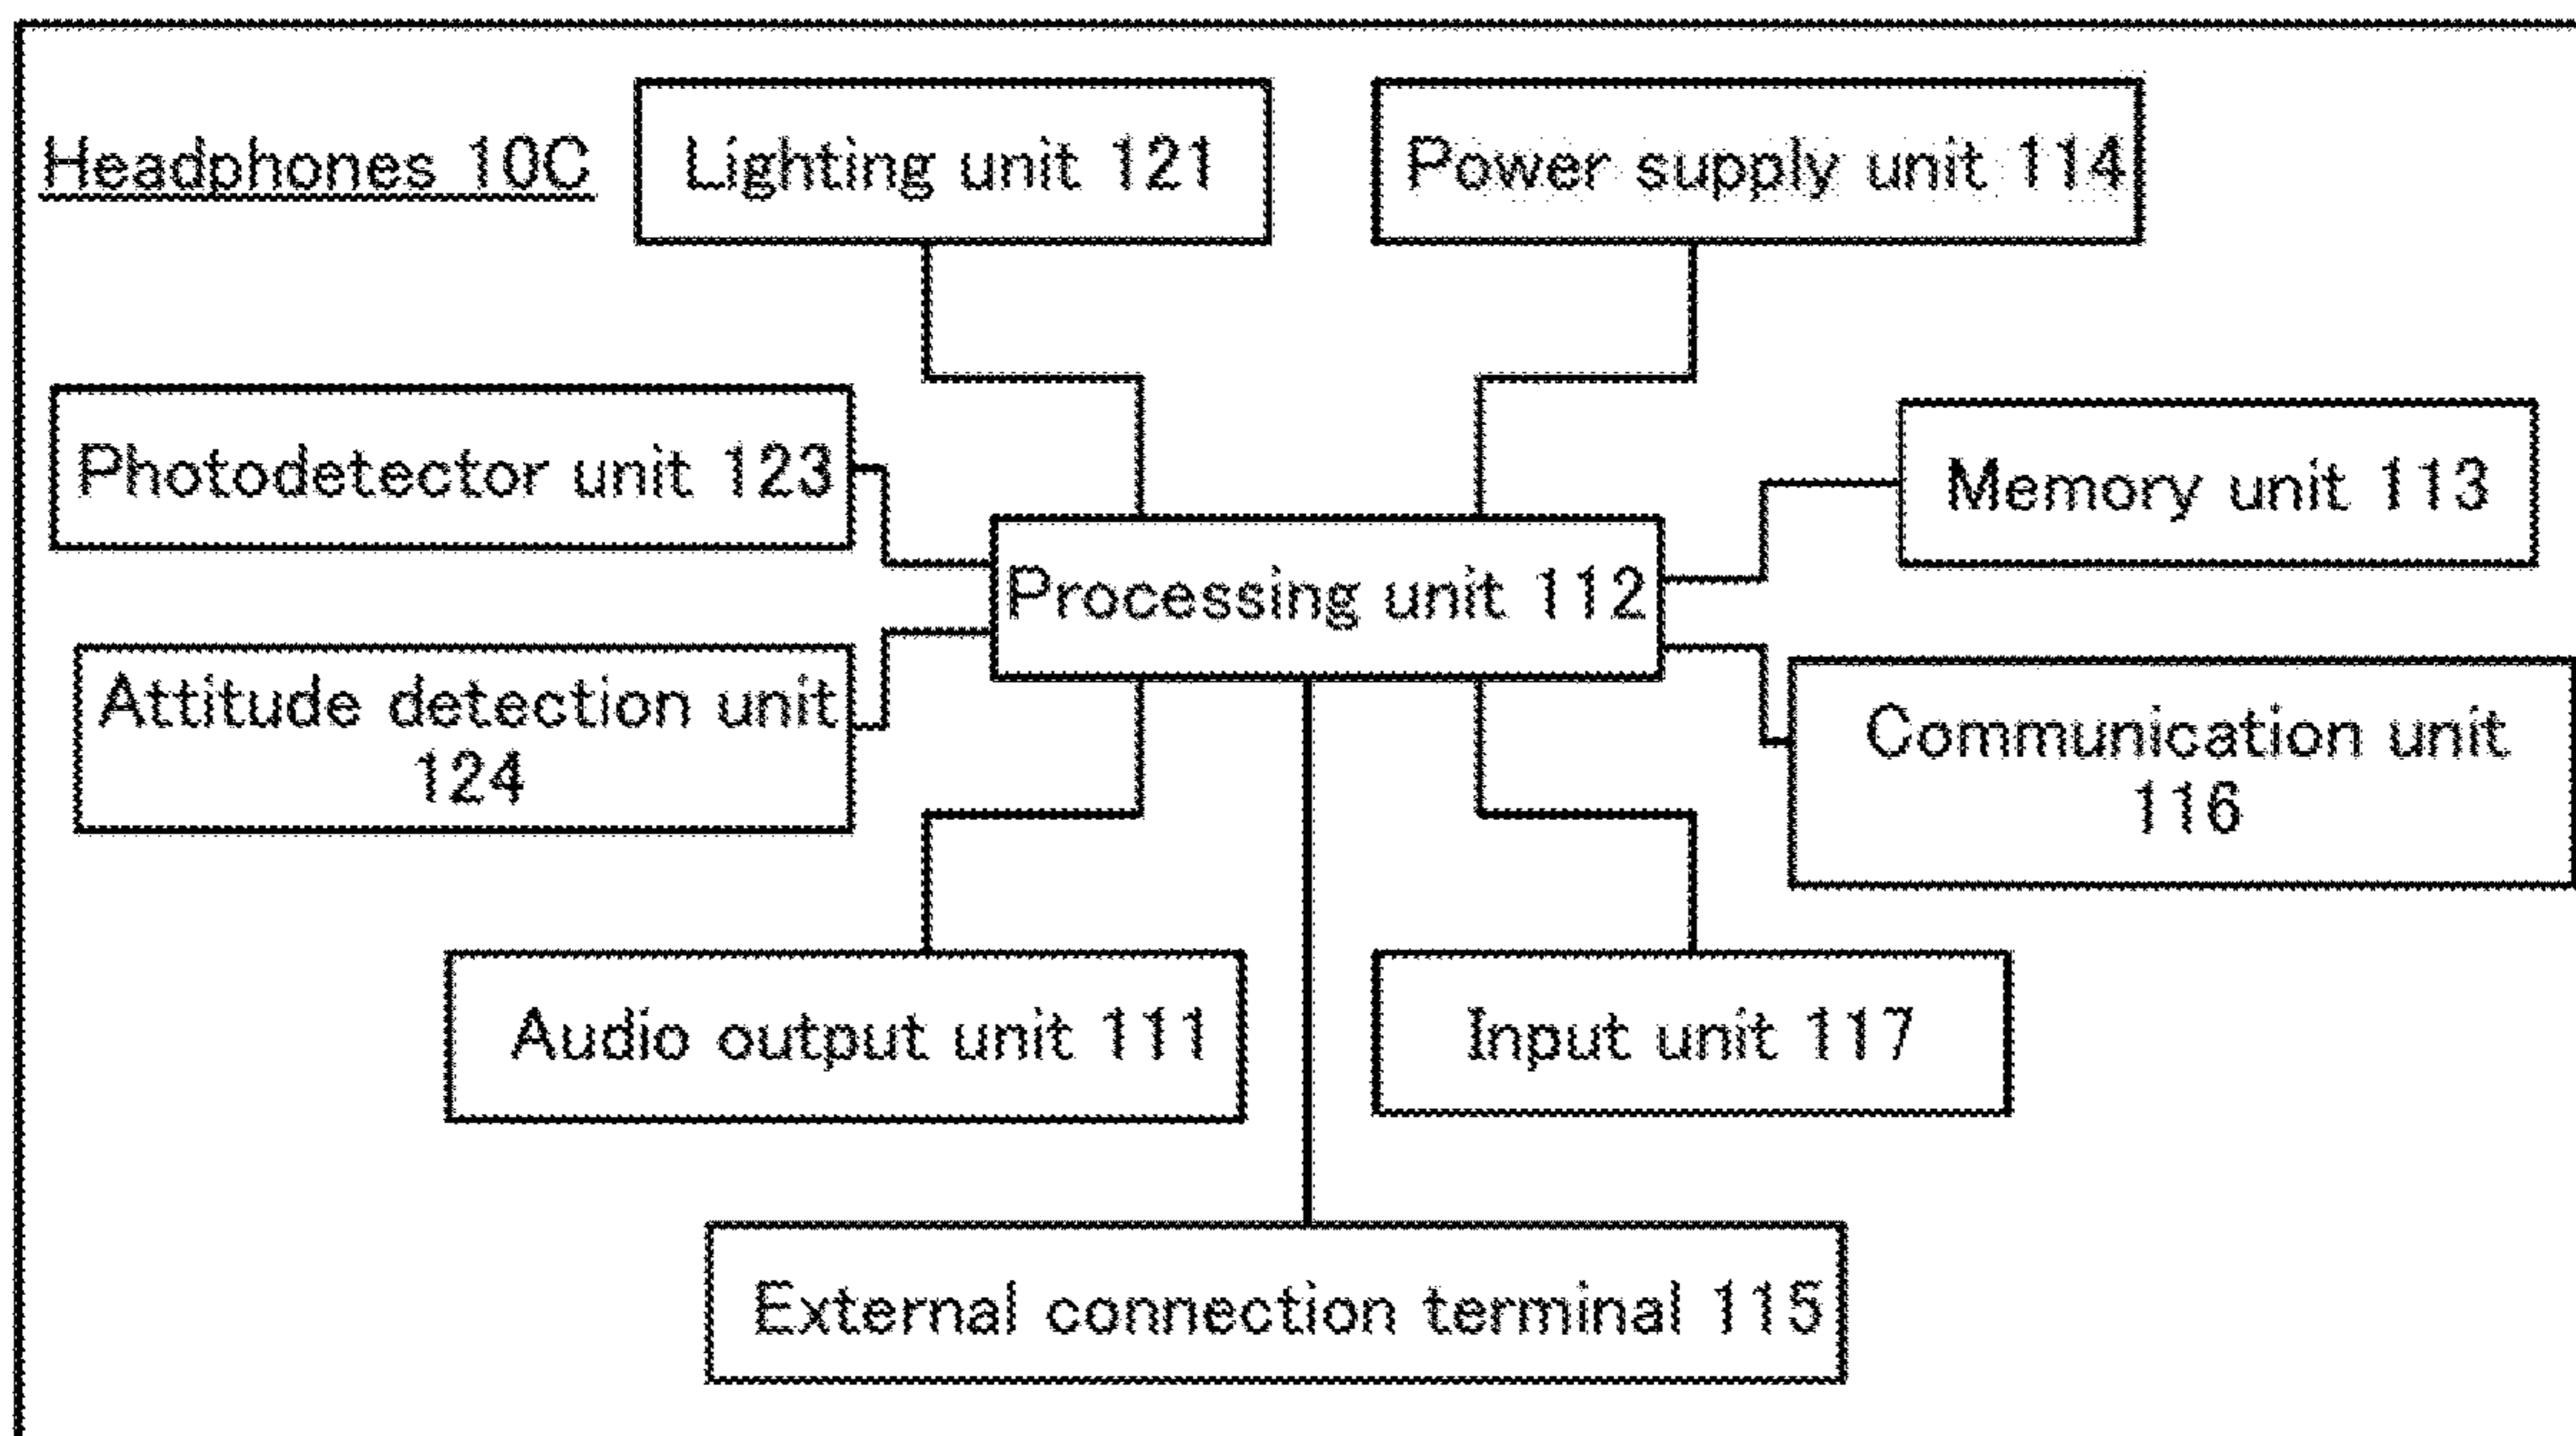 Headphones 10C
Lighting unit 121
Power supply unit 114
Photodetector unit 123
Memory unit 113
Processing unit 112
Attitude detection unit
124
Communication unit
116
Audio output unit 111
Input unit 117
External connection terminal 115